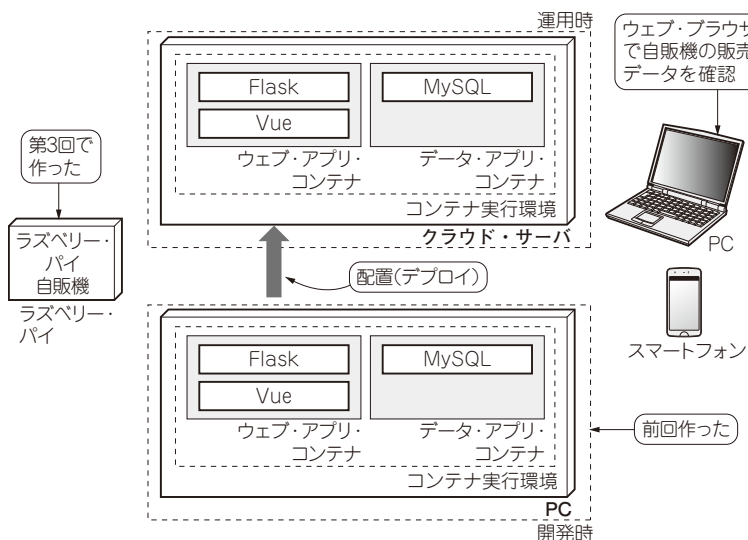 運用時
Flask
Vue
ウェブ・アプリ・
コンテナ
MySQL
データ・アプリ・
コンテナ
コンテナ実行環境
クラウド・サーバ
ウェブ・ブラウザ
で自販機の販売
データを確認
PC
スマートフォン
第3回で
作った
ラズベリー・
パイ
自販機
ラズベリー・
パイ
配置(デプロイ)
Flask
Vue
ウェブ・アプリ・
コンテナ
MySQL
データ・アプリ・
コンテナ
コンテナ実行環境
PC
開発時
前回作った